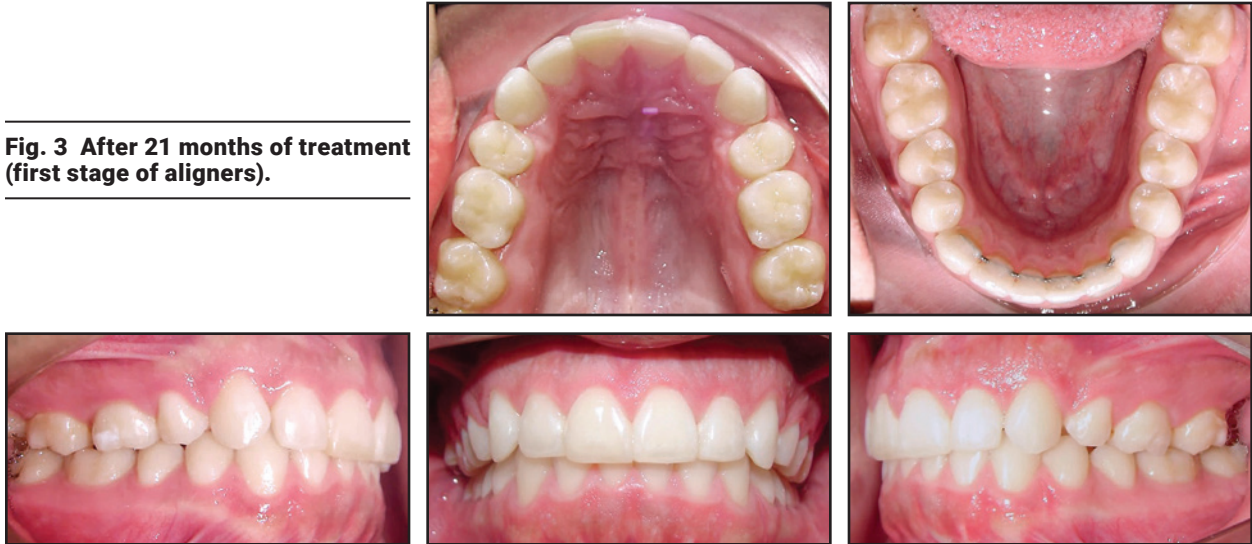 Fig. 3 After 21 months of treatment
(first stage of aligners).